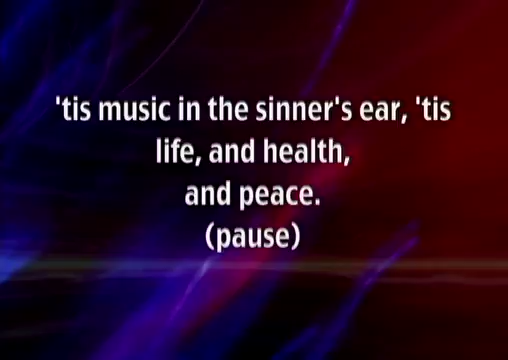 'tis music in the sinner's ear, 'tis
life, and health,
and peace.
(pause)